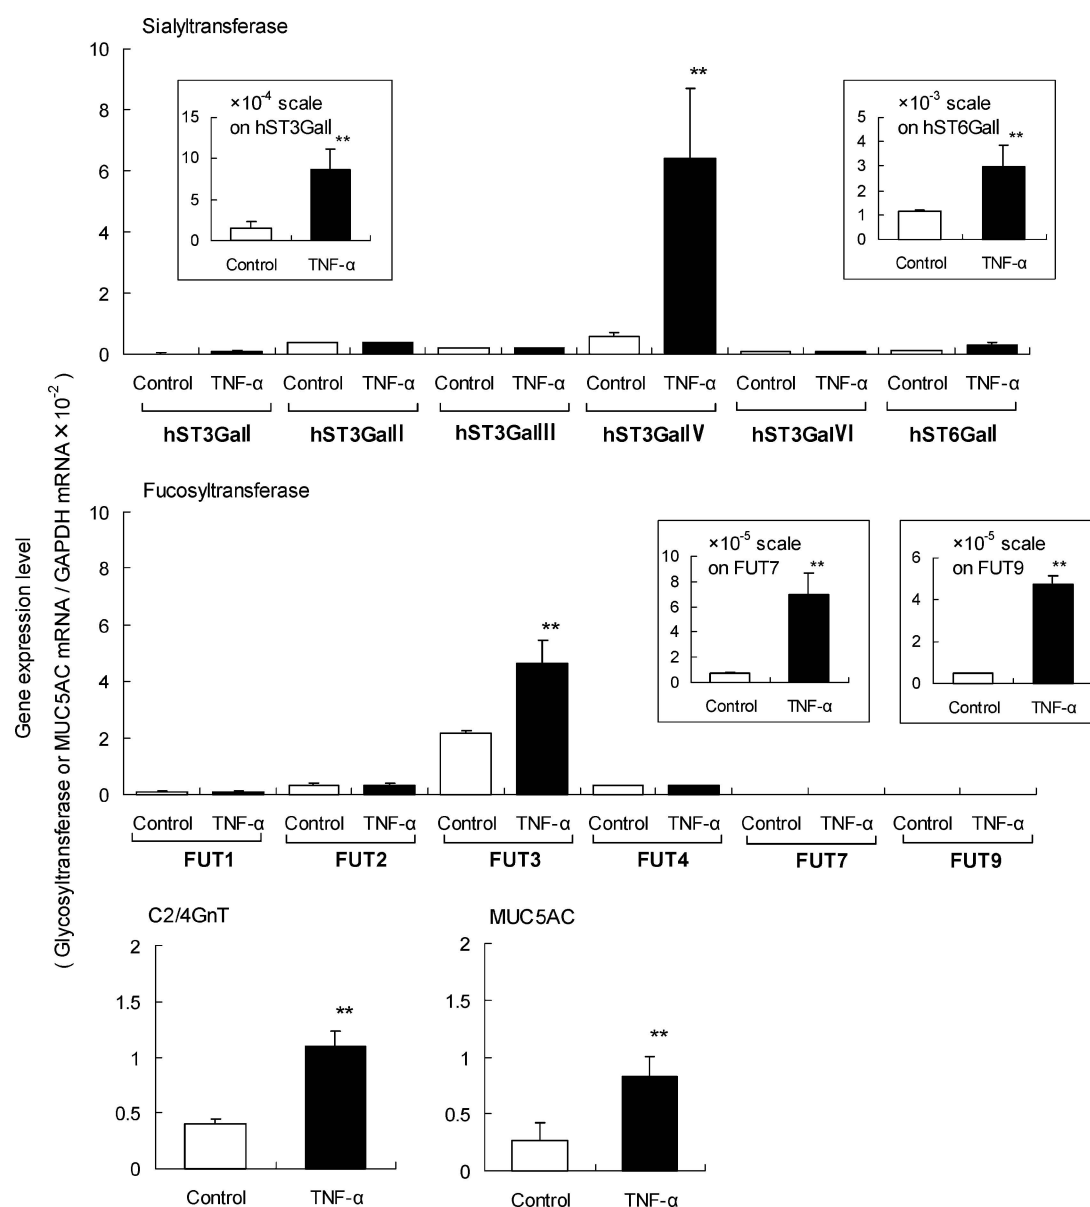 Sialyltransferase
10
8
6
4
2
0
**
×10-4 scale
on hST3GalI
15
10
5
0
**
Control TNF-α
×10-3 scale
on hST6GalI
5
4
3
2
1
0
**
Control TNF-α
Control TNF-α Control TNF-α Control TNF-α Control TNF-α Control TNF-α Control TNF-α
hST3GalI hST3GalII hST3GalIII hST3GalIV hST3GalVI hST6GalI
Gene expression level
( Glycosyltransferase or MUC5AC mRNA / GAPDH mRNA×10-2 )
Fucosyltransferase
10
8
6
4
2
0
**
×10-5 scale
on FUT7
10
8
6
4
2
0
**
Control TNF-α
×10-5 scale
on FUT9
6
4
2
0
**
Control TNF-α
Control TNF-α Control TNF-α Control TNF-α Control TNF-α Control TNF-α Control TNF-α
FUT1 FUT2 FUT3 FUT4 FUT7 FUT9
C2/4GnT
2
1.5
1
0.5
0
**
Control TNF-α
MUC5AC
2
1.5
1
0.5
0
**
Control TNF-α